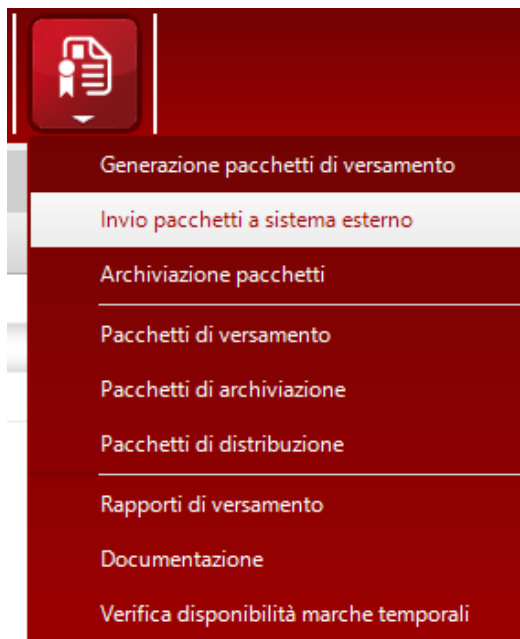 Generazione pacchetti di versamento
Invio pacchetti a sistema esterno
Archiviazione pacchetti
Pacchetti di versamento
Pacchetti di archiviazione
Pacchetti di distribuzione
Rapporti di versamento
Documentazione
Verifica disponibilità marche temporali